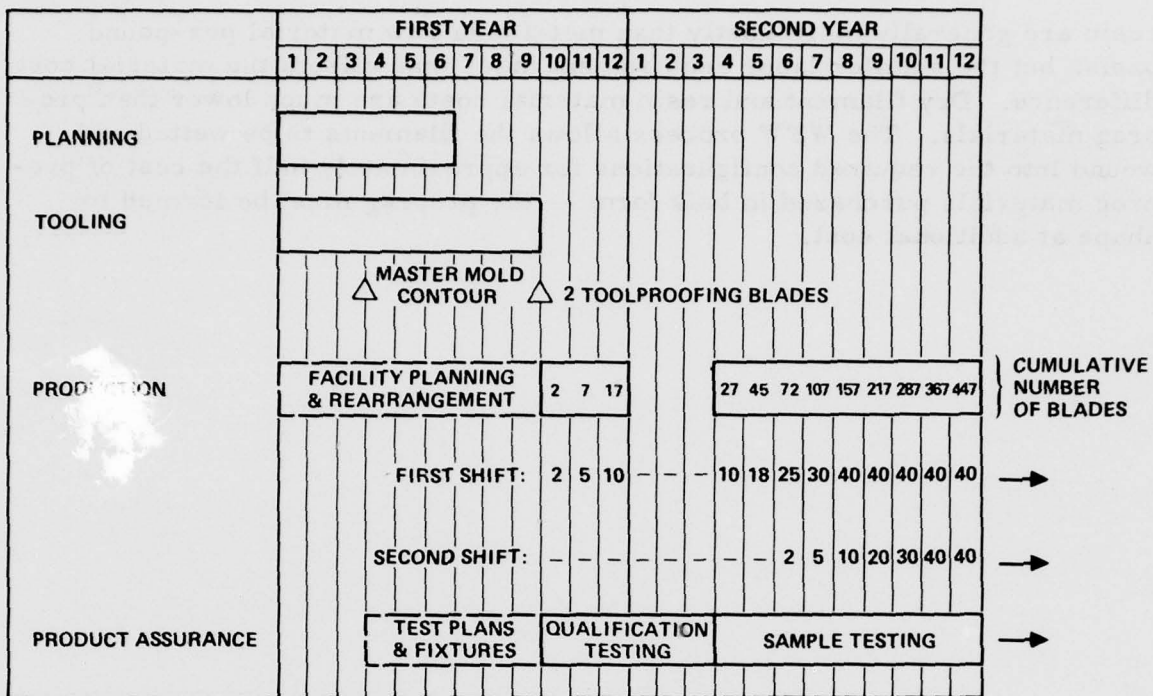 FIRST YEAR SECOND YEAR
1 2 3 4 5 6 7 8 9 10 11 12 1 2 3 4 5 6 7 8 9 10 11 12
PLANNING
TOOLING
MASTER MOLD
CONTOUR
2 TOOLPROOFING BLADES
PRODUCTION
FACILITY PLANNING
& REARRANGEMENT
2 7 17
27 45 72 107 157 217 287 367 447
CUMULATIVE
NUMBER
OF BLADES
FIRST SHIFT: 2 5 10 - - - 10 18 25 30 40 40 40 40 40
SECOND SHIFT: - - - - - - - - 2 5 10 20 30 40 40
PRODUCT ASSURANCE
TEST PLANS
& FIXTURES
QUALIFICATION
TESTING
SAMPLE TESTING